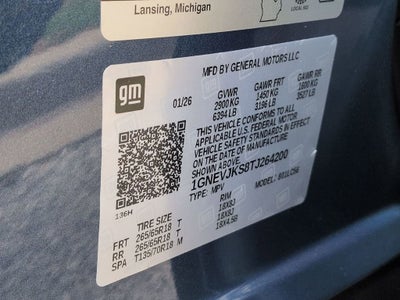 Lansing, Michigan
gm
MFD BY GENERAL MOTORS LLC
01/26 GVWR GAWR FRT GAWR RR
2900 KG 1450 KG 1600 KG
6394 LB 3196 LB 3527 LB
THIS VEHICLE CONFORMS TO ALL
APPLICABLE U.S. FEDERAL MOTOR
VEHICLE SAFETY STANDARDS IN
EFFECT ON THE DATE OF MANUFACTURE
SHOWN ABOVE
1GNEVJKS8TJ264200
TYPE: MPV MODEL: B01LC56
136H
TIRE SIZE RIM
FRT 265/65R18 T 18X8J
RR 265/65R18 T 18X8J
SPA T135/70R18 M 18X4.5B